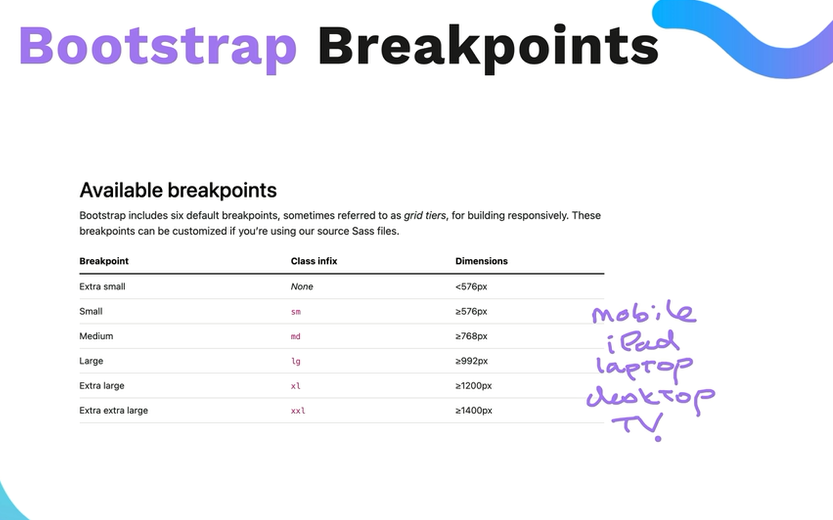 Bootstrap Breakpoints
Available breakpoints
Bootstrap includes six default breakpoints, sometimes referred to as grid tiers, for building responsively. These
breakpoints can be customized if you're using our source Sass files.
Breakpoint Class infix Dimensions
Extra small None <576px
Small sm ≥576px mobile
Medium md ≥768px iPad
Large lg ≥992px laptop
Extra large xl ≥1200px desktop
Extra extra large xxl ≥1400px TV.